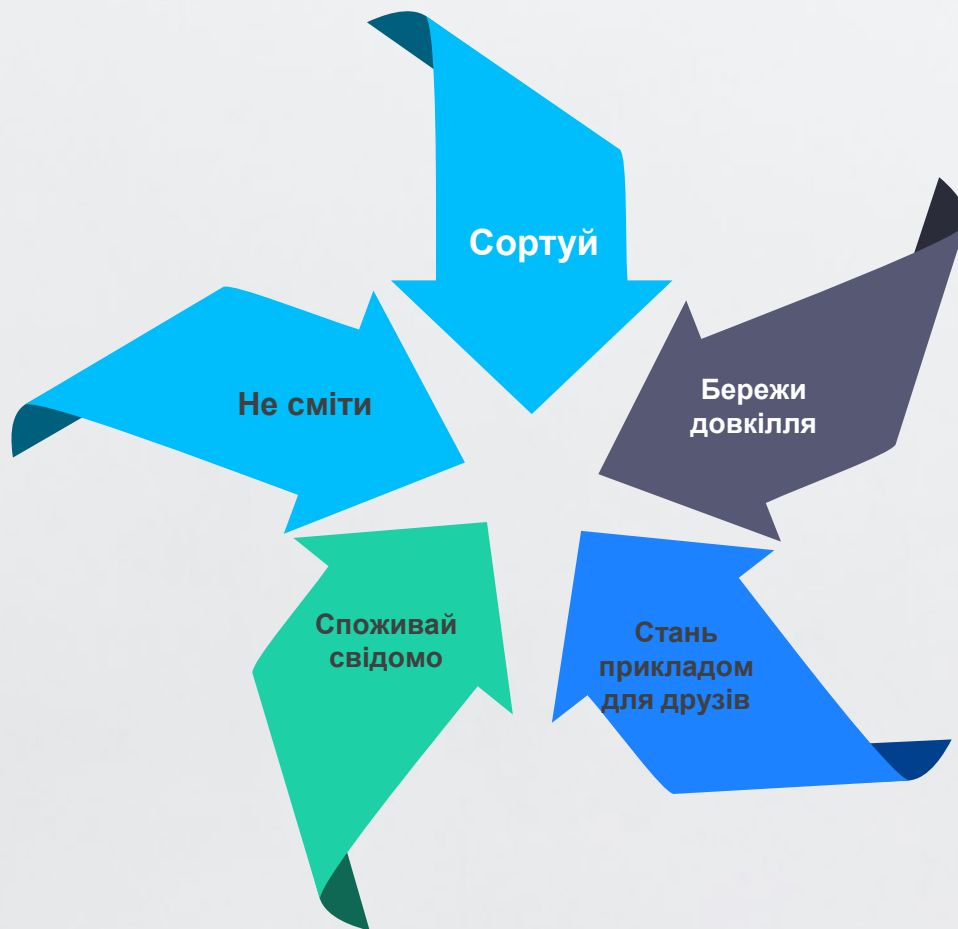 Сортуй
Бережи
довкілля
Стань
прикладом
для друзів
Споживай
свідомо
Не сміти